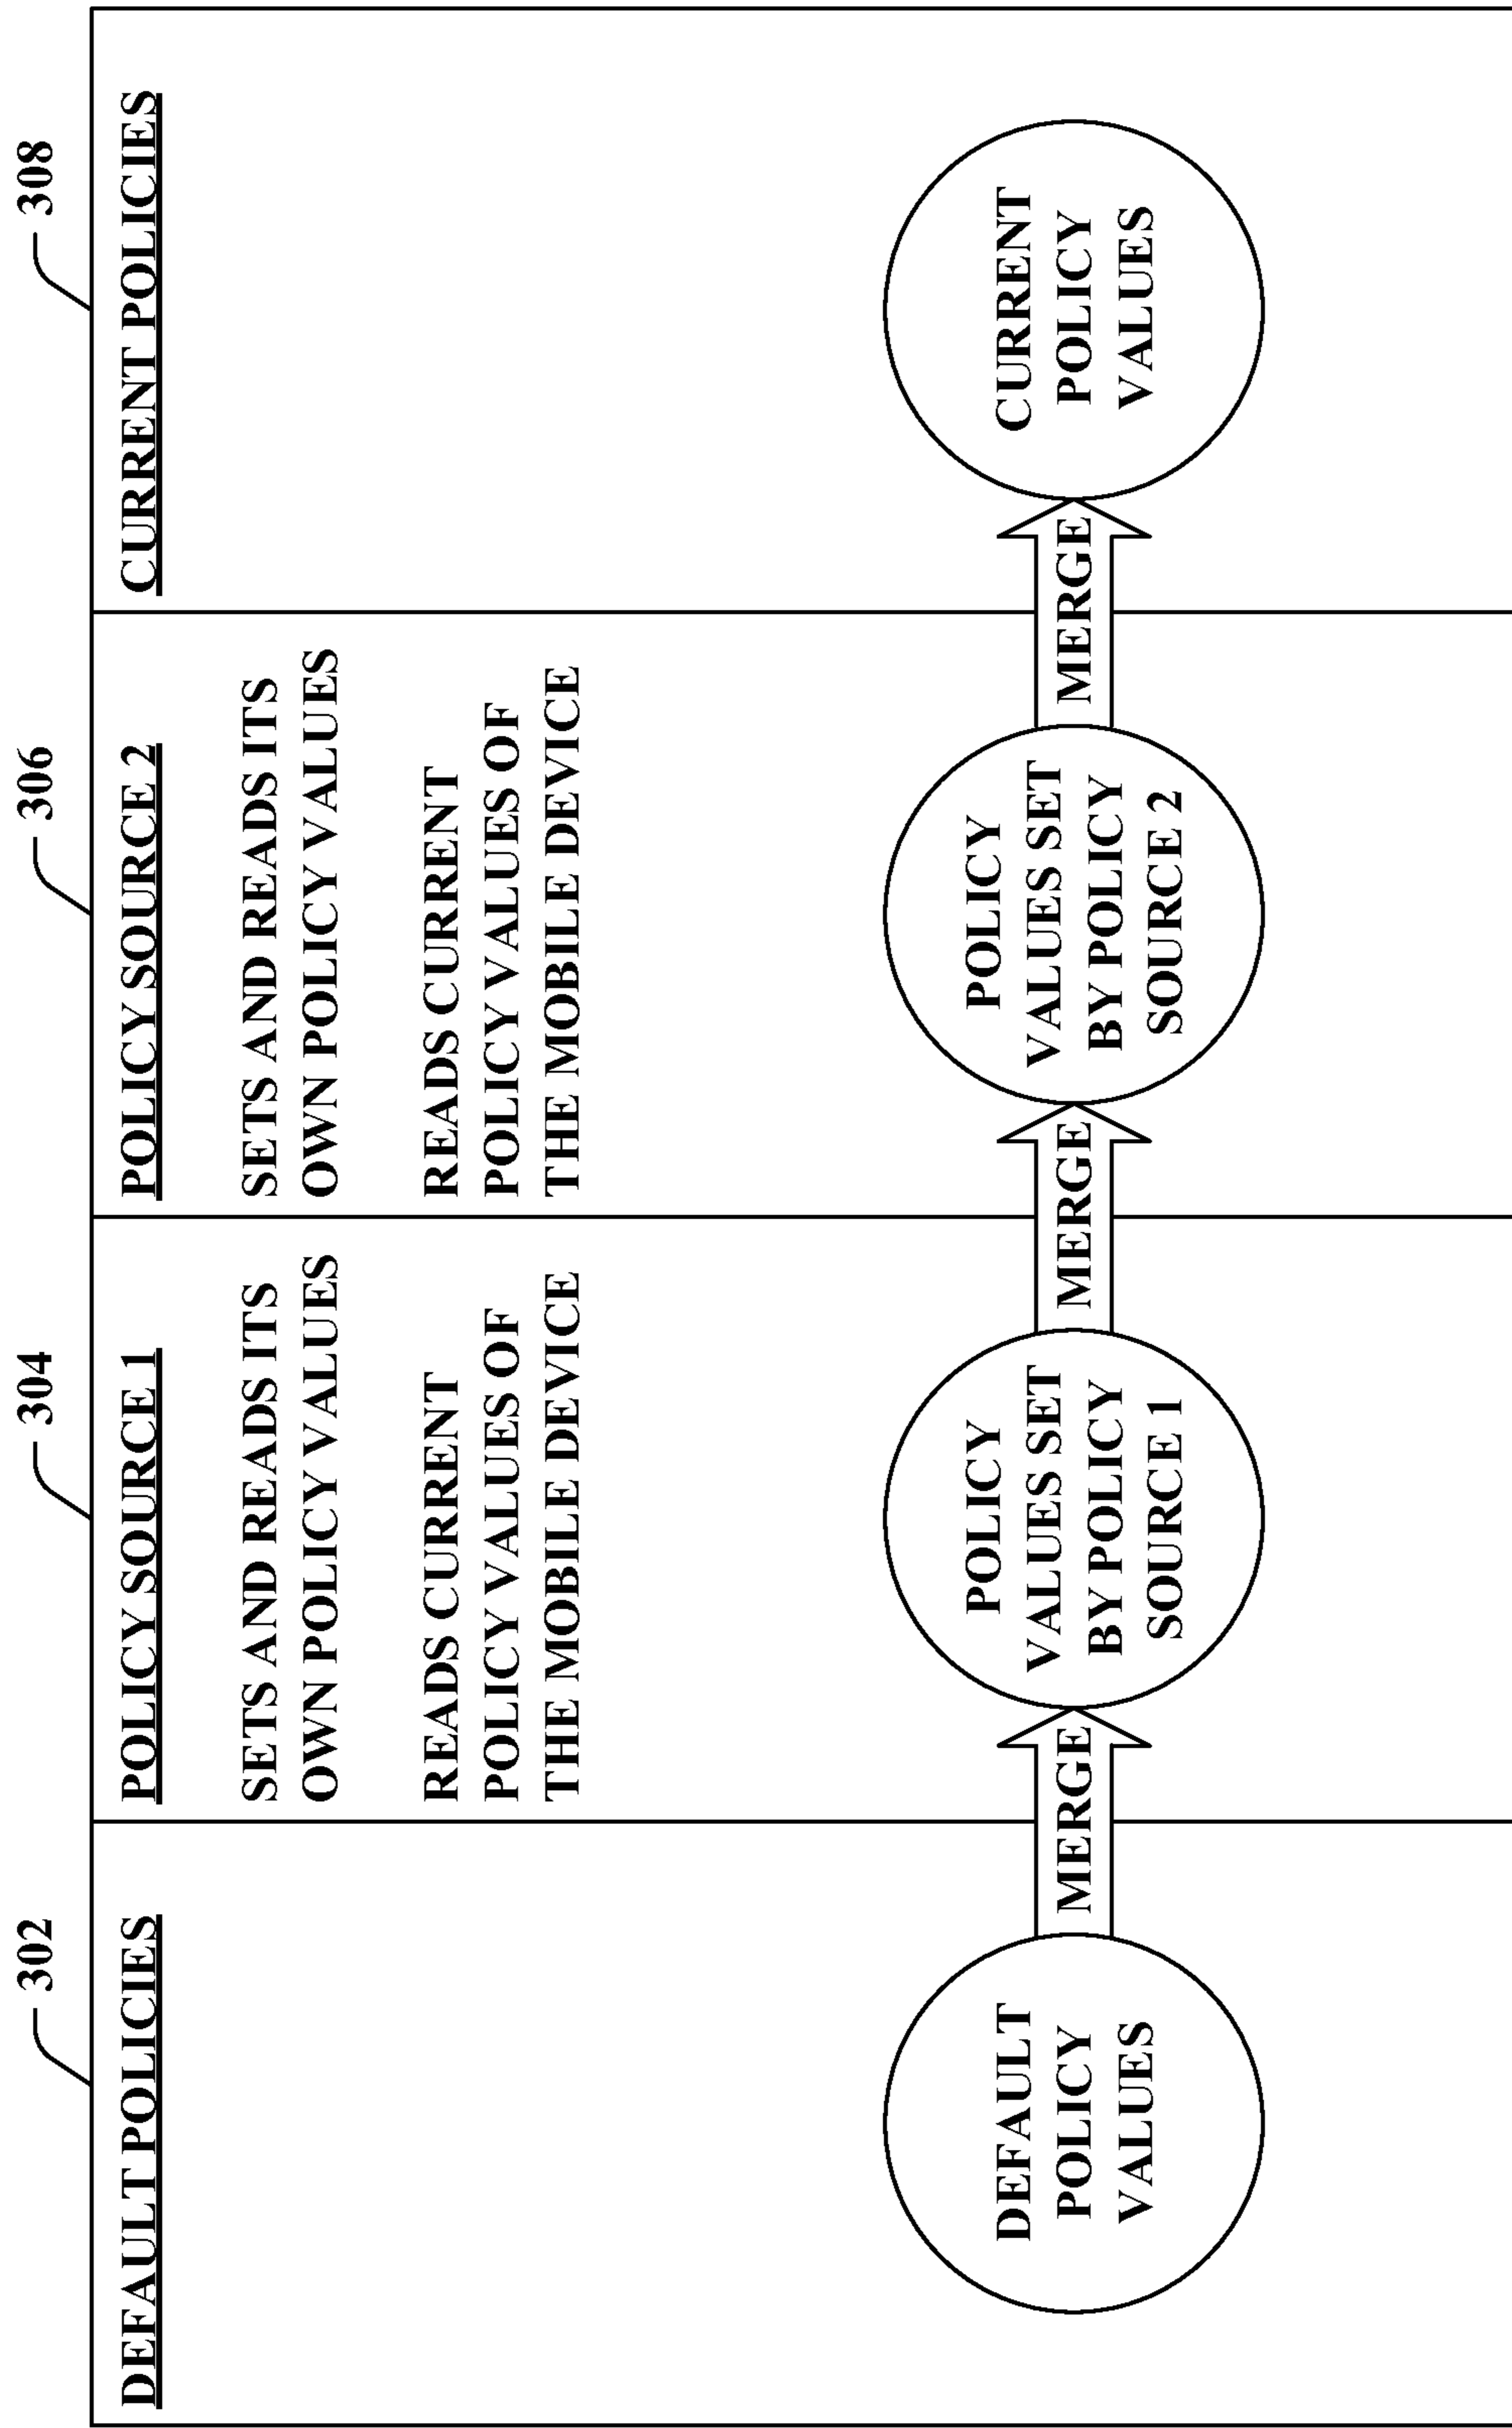 302
DEFAULT POLICIES
DEFAULT
POLICY
VALUES
MERGE
304
POLICY SOURCE 1
SETS AND READS ITS
OWN POLICY VALUES
READS CURRENT
POLICY VALUES OF
THE MOBILE DEVICE
POLICY
VALUES SET
BY POLICY
SOURCE 1
MERGE
306
POLICY SOURCE 2
SETS AND READS ITS
OWN POLICY VALUES
READS CURRENT
POLICY VALUES OF
THE MOBILE DEVICE
POLICY
VALUES SET
BY POLICY
SOURCE 2
MERGE
308
CURRENT POLICIES
CURRENT
POLICY
VALUES